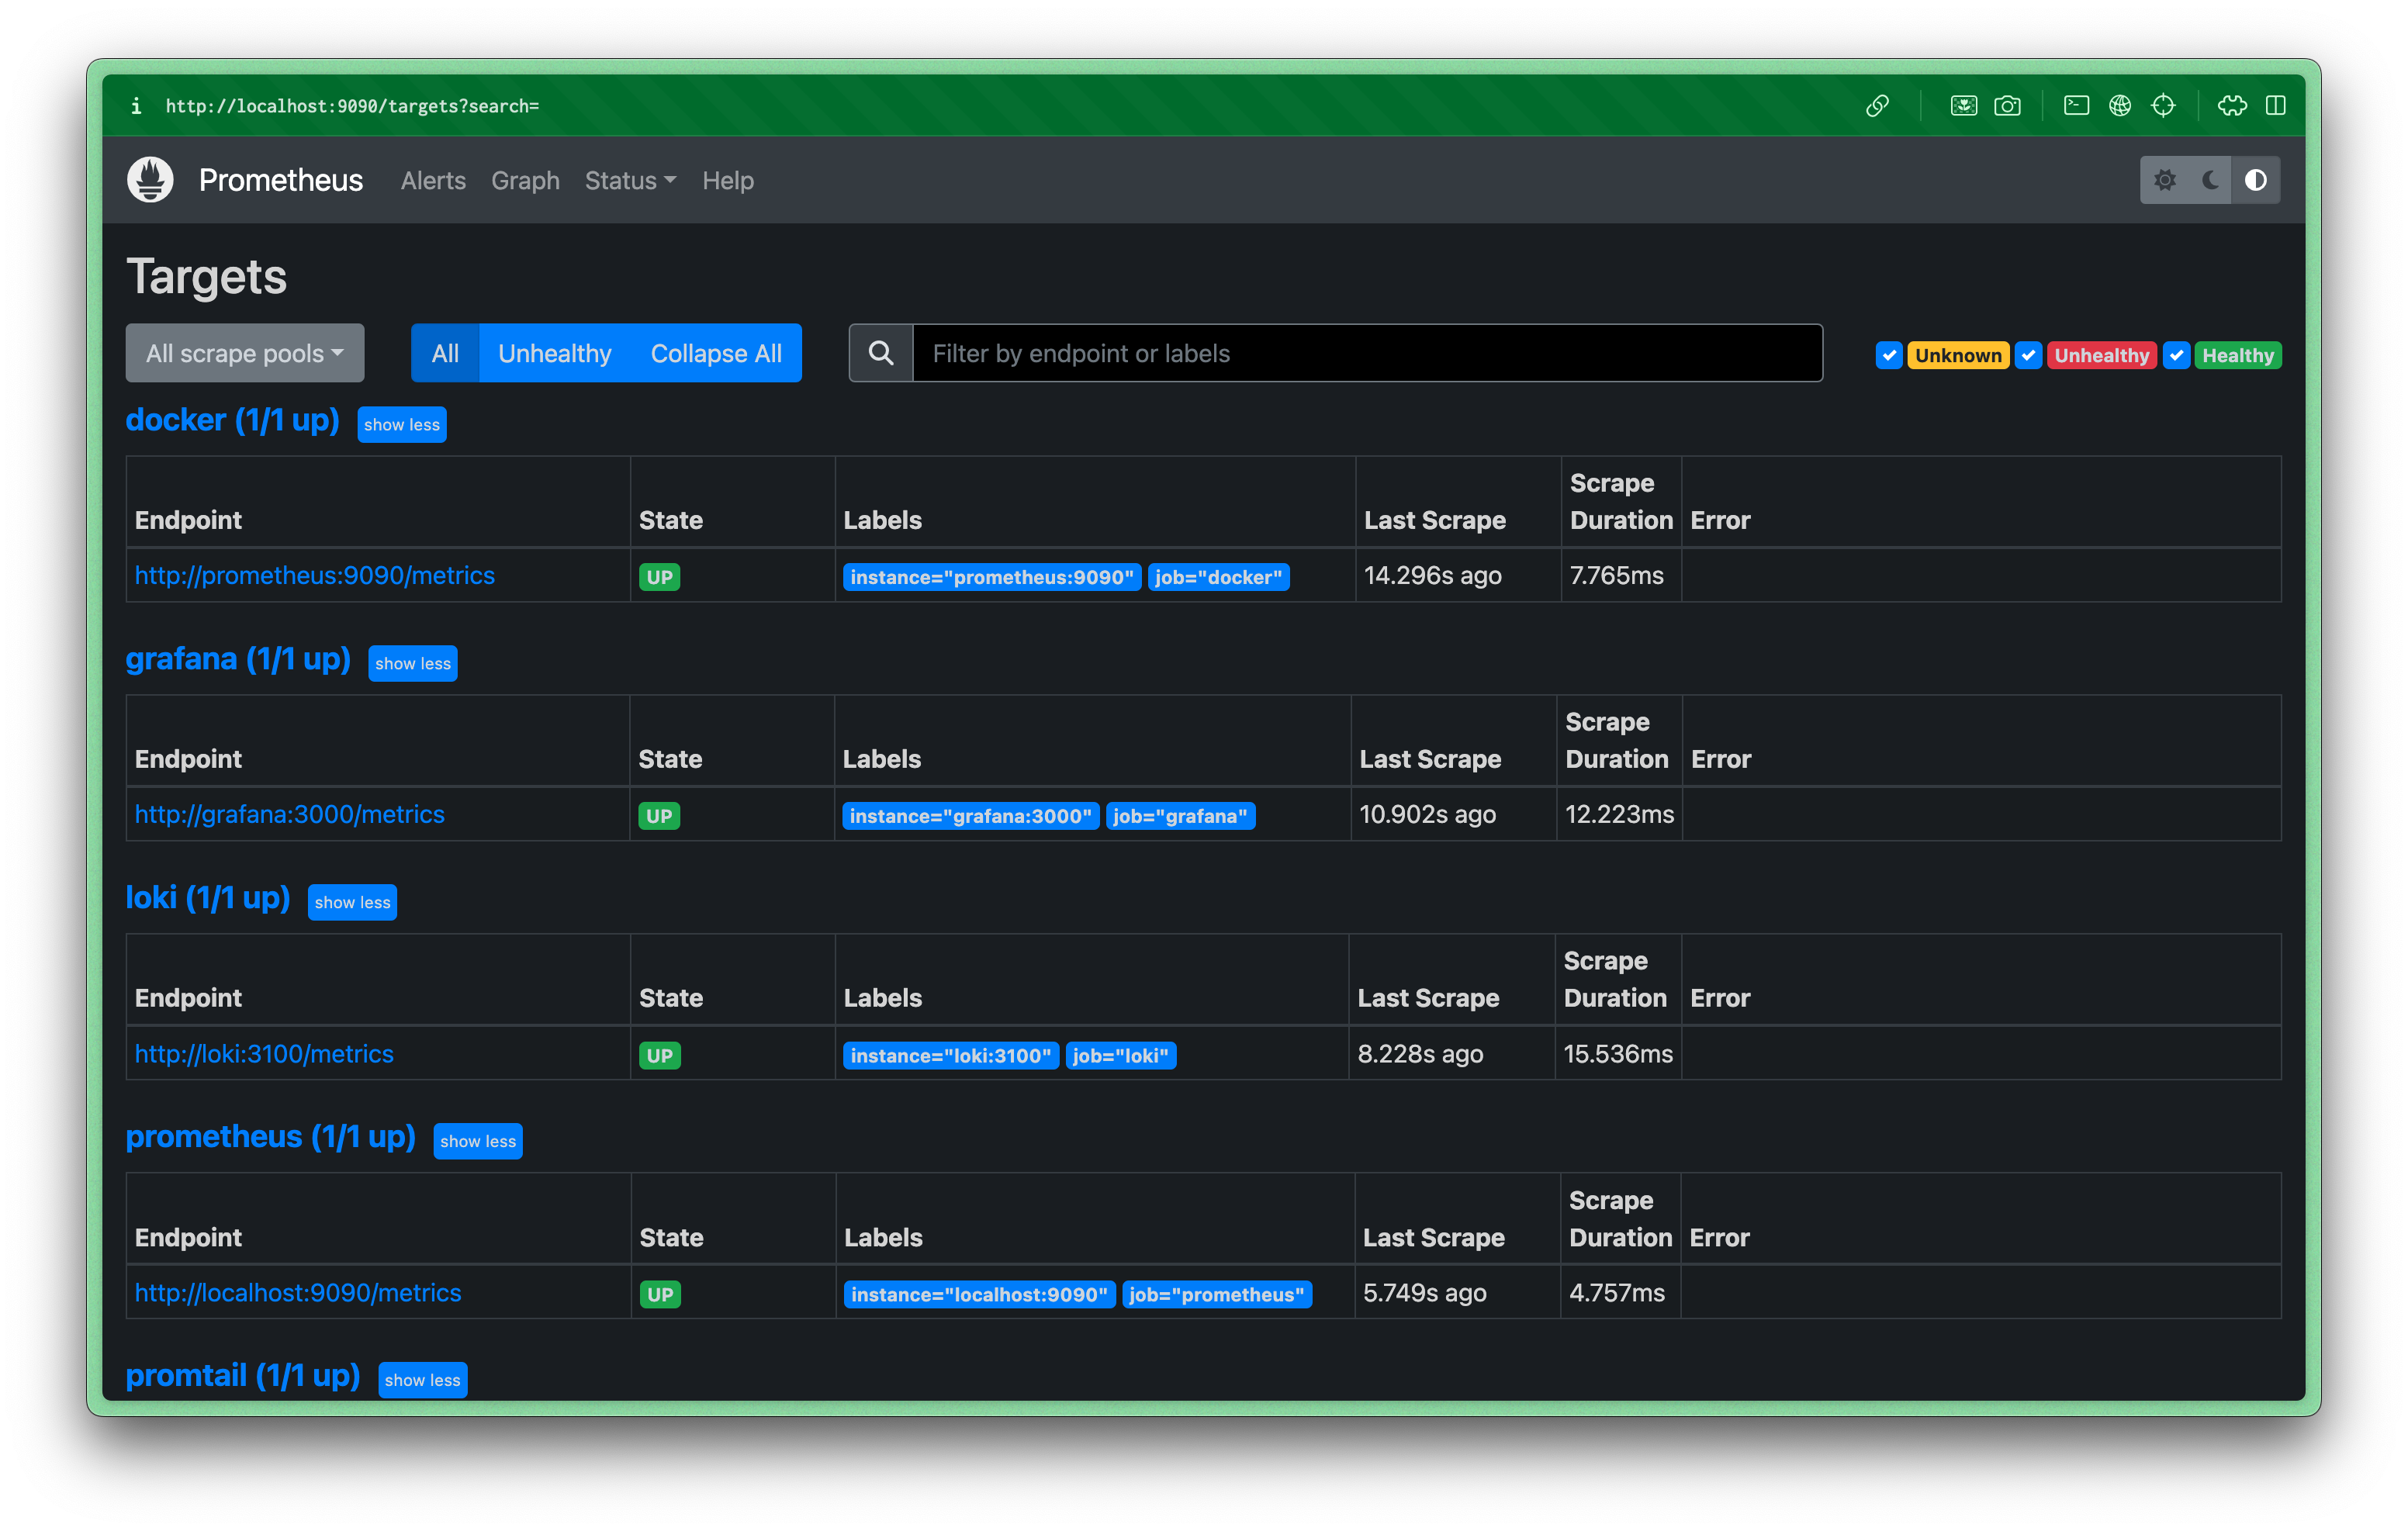 http://localhost:9090/targets?search=
Prometheus Alerts Graph Status Help
Targets
All scrape pools All Unhealthy Collapse All Filter by endpoint or labels Unknown Unhealthy Healthy
docker (1/1 up) show less
Endpoint State Labels Last Scrape Scrape Duration Error
http://prometheus:9090/metrics UP instance="prometheus:9090" job="docker" 14.296s ago 7.765ms
grafana (1/1 up) show less
Endpoint State Labels Last Scrape Scrape Duration Error
http://grafana:3000/metrics UP instance="grafana:3000" job="grafana" 10.902s ago 12.223ms
loki (1/1 up) show less
Endpoint State Labels Last Scrape Scrape Duration Error
http://loki:3100/metrics UP instance="loki:3100" job="loki" 8.228s ago 15.536ms
prometheus (1/1 up) show less
Endpoint State Labels Last Scrape Scrape Duration Error
http://localhost:9090/metrics UP instance="localhost:9090" job="prometheus" 5.749s ago 4.757ms
promtail (1/1 up) show less